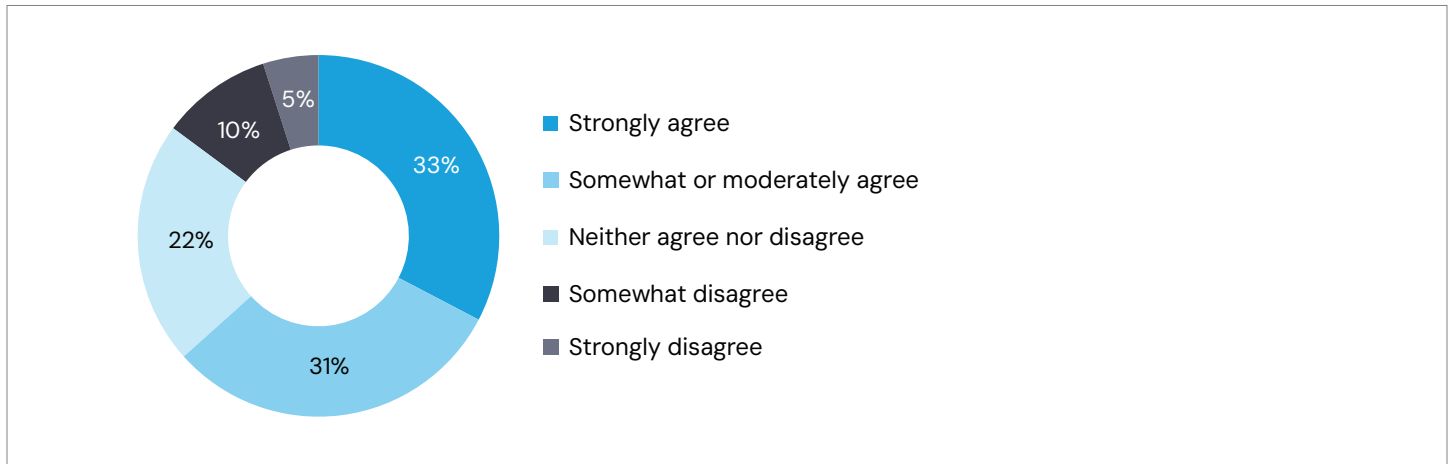 5%
10%
33%
22%
31%
Strongly agree
Somewhat or moderately agree
Neither agree nor disagree
Somewhat disagree
Strongly disagree